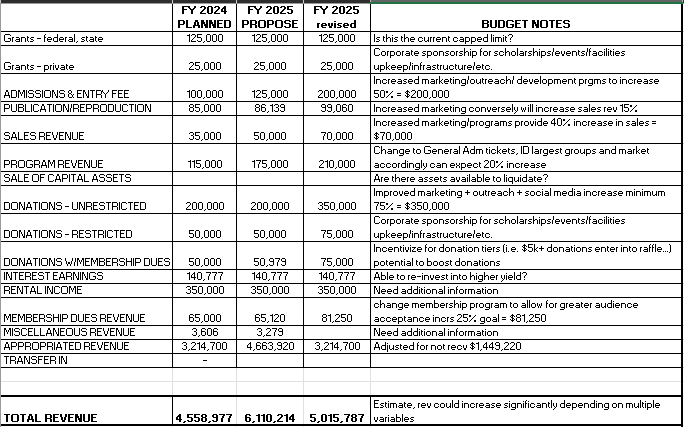 FY 2024 FY 2025 FY 2025
PLANNED PROPOSE revised BUDGET NOTES
Grants - federal, state 125,000 125,000 125,000 Is this the current capped limit?
Corporate sponsorship for scholarships/events/facilities
Grants - private 25,000 25,000 25,000 upkeep/infrastructure/etc.
Increased marketing/outreach/ development prgms to increase
ADMISSIONS & ENTRY FEE 100,000 125,000 200,000 50% = $200,000
PUBLICATION/REPRODUCTION 85,000 86,139 99,060 Increased marketing conversely will increase sales rev 15%
Increased marketing/programs provide 40% increase in sales =
SALES REVENUE 35,000 50,000 70,000 $70,000
Change to General Adm tickets, ID largest groups and market
PROGRAM REVENUE 115,000 175,000 210,000 accordingly can expect 20% increase
SALE OF CAPITAL ASSETS Are there assets available to liquidate?
Improved marketing + outreach + social media increase minimum
DONATIONS - UNRESTRICTED 200,000 200,000 350,000 75% = $350,000
Corporate sponsorship for scholarships/events/facilities
DONATIONS - RESTRICTED 50,000 50,000 75,000 upkeep/infrastructure/etc.
Incentivize for donation tiers (i.e. $5k+ donations enter into raffle...)
DONATIONS W/MEMBERSHIP DUES 50,000 50,979 75,000 potential to boost donations
INTEREST EARNINGS 140,777 140,777 140,777 Able to re-invest into higher yield?
RENTAL INCOME 350,000 350,000 350,000 Need additional information
change membership program to allow for greater audience
MEMBERSHIP DUES REVENUE 65,000 65,120 81,250 acceptance incrs 25% goal = $81,250
MISCELLANEOUS REVENUE 3,606 3,279 Need additional information
APPROPRIATED REVENUE 3,214,700 4,663,920 3,214,700 Adjusted for not recv $1,449,220
TRANSFER IN -
Estimate, rev could increase significantly depending on multiple
TOTAL REVENUE 4,558,977 6,110,214 5,015,787 variables